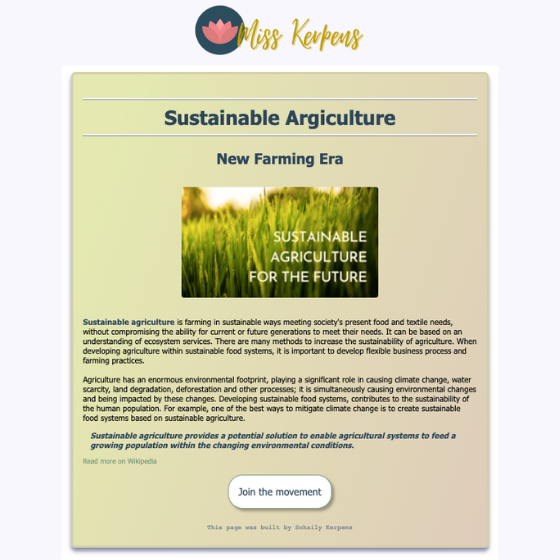 Miss Kerpens
Sustainable Argiculture
New Farming Era
SUSTAINABLE
AGRICULTURE
FOR THE FUTURE
Sustainable agriculture is farming in sustainable ways meeting society's present food and textile needs,
without compromising the ability for current or future generations to meet their needs. It can be based on an
understanding of ecosystem services. There are many methods to increase the sustainability of agriculture. When
developing agriculture within sustainable food systems, it is important to develop flexible business process and
farming practices.
Agriculture has an enormous environmental footprint, playing a significant role in causing climate change, water
scarcity, land degradation, deforestation and other processes; it is simultaneously causing environmental changes
and being impacted by these changes. Developing sustainable food systems, contributes to the sustainability of
the human population. For example, one of the best ways to mitigate climate change is to create sustainable
food systems based on sustainable agriculture.
Sustainable agriculture provides a potential solution to enable agricultural systems to feed a
growing population within the changing environmental conditions.
Read more on Wikipedia
Join the movement
This page was built by Sohaily Kerpens